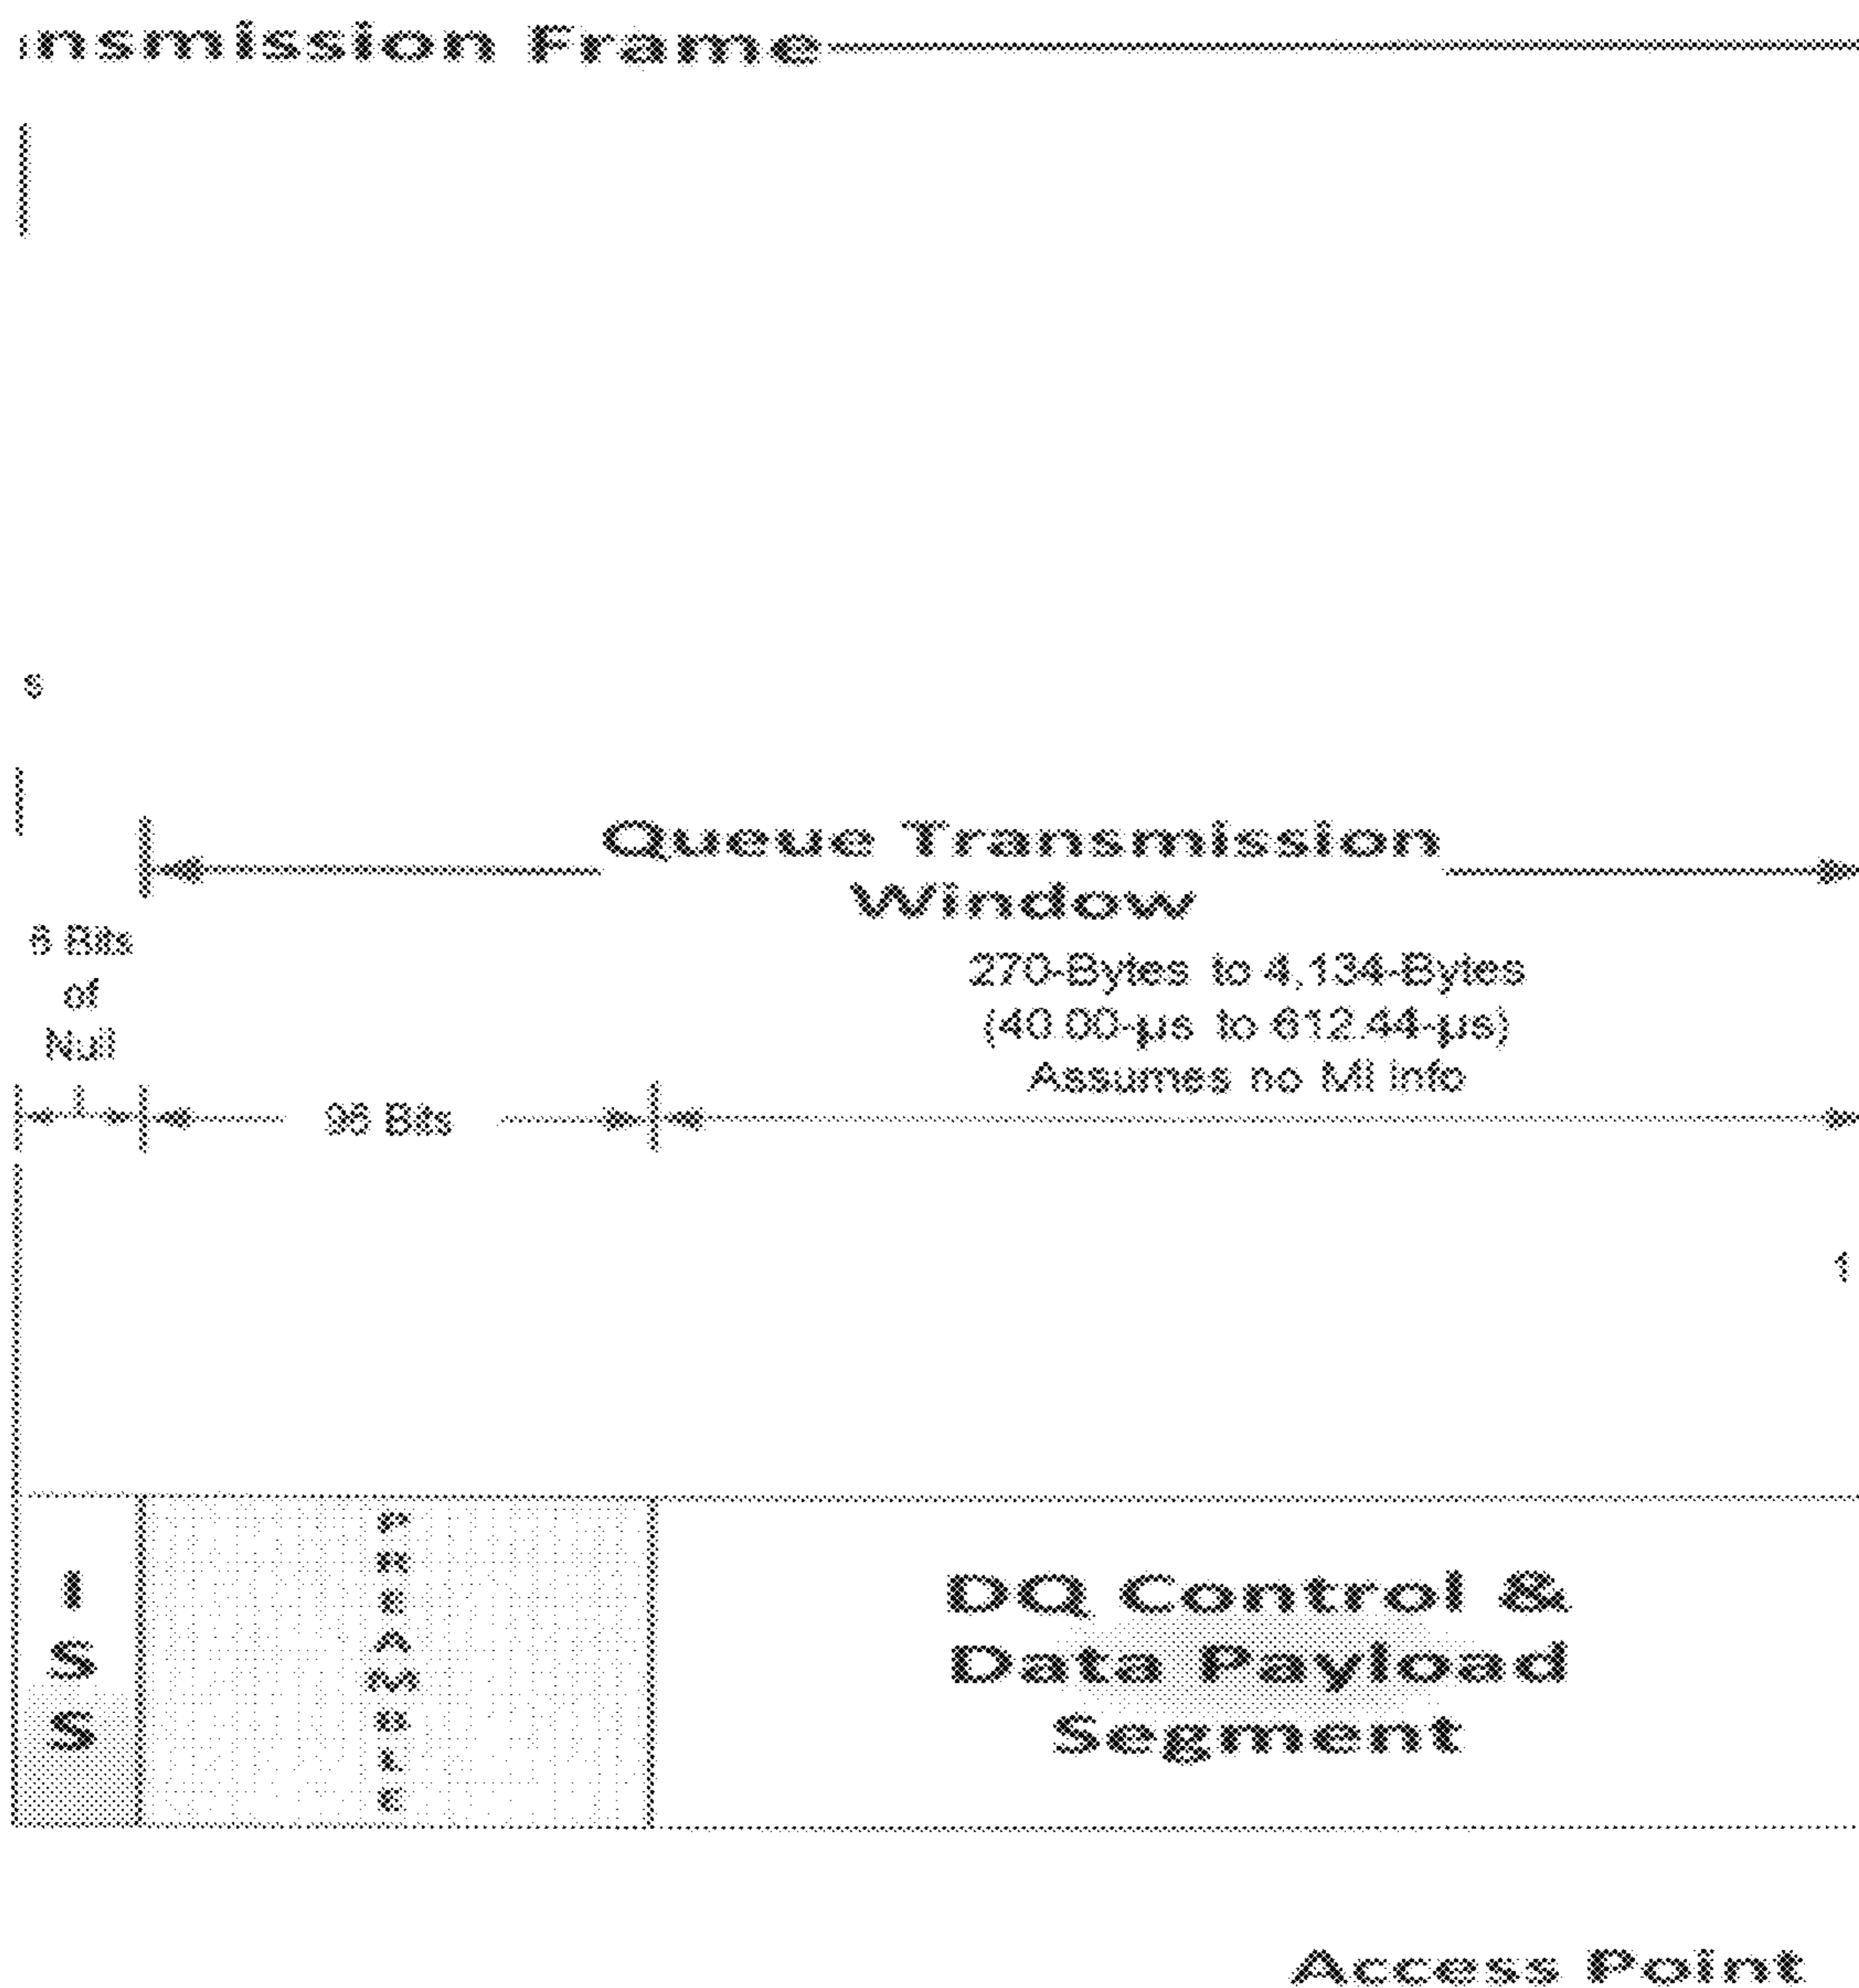 nsmission Frame
s
Queue Transmission
Window
6 Bits
of
Null
270-Bytes to 4,134-Bytes
(40.00-µs to 612.44-µs)
Assumes no MI Info
96 Bits
1
I
S
S
PREAMBLE
DQ Control &
Data Payload
Segment
Access Point